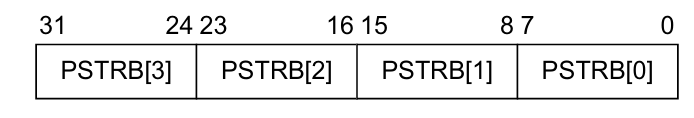 31 24 23 16 15 8 7 0
PSTRB[3] PSTRB[2] PSTRB[1] PSTRB[0]